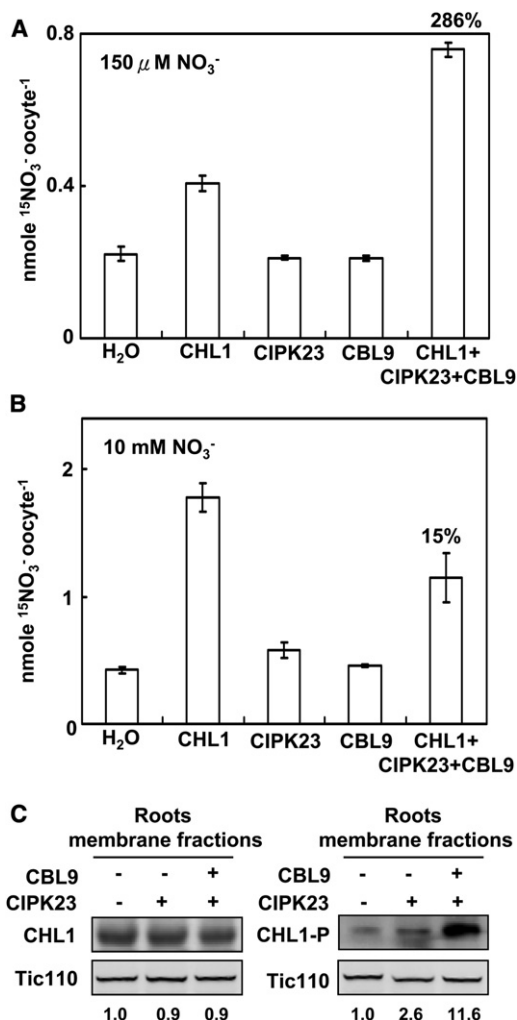 A
0.8
0.4
0
nmole ¹⁵NO₃⁻ oocyte⁻¹
150 μM NO₃⁻
286%
H₂O CHL1 CIPK23 CBL9 CHL1+
CIPK23+CBL9
B
2
1
0
nmole ¹⁵NO₃⁻ oocyte⁻¹
10 mM NO₃⁻
15%
H₂O CHL1 CIPK23 CBL9 CHL1+
CIPK23+CBL9
C
Roots
membrane fractions
CBL9 - - +
CIPK23 - + +
CHL1
Tic110
1.0 0.9 0.9
Roots
membrane fractions
CBL9 - - +
CIPK23 - + +
CHL1-P
Tic110
1.0 2.6 11.6